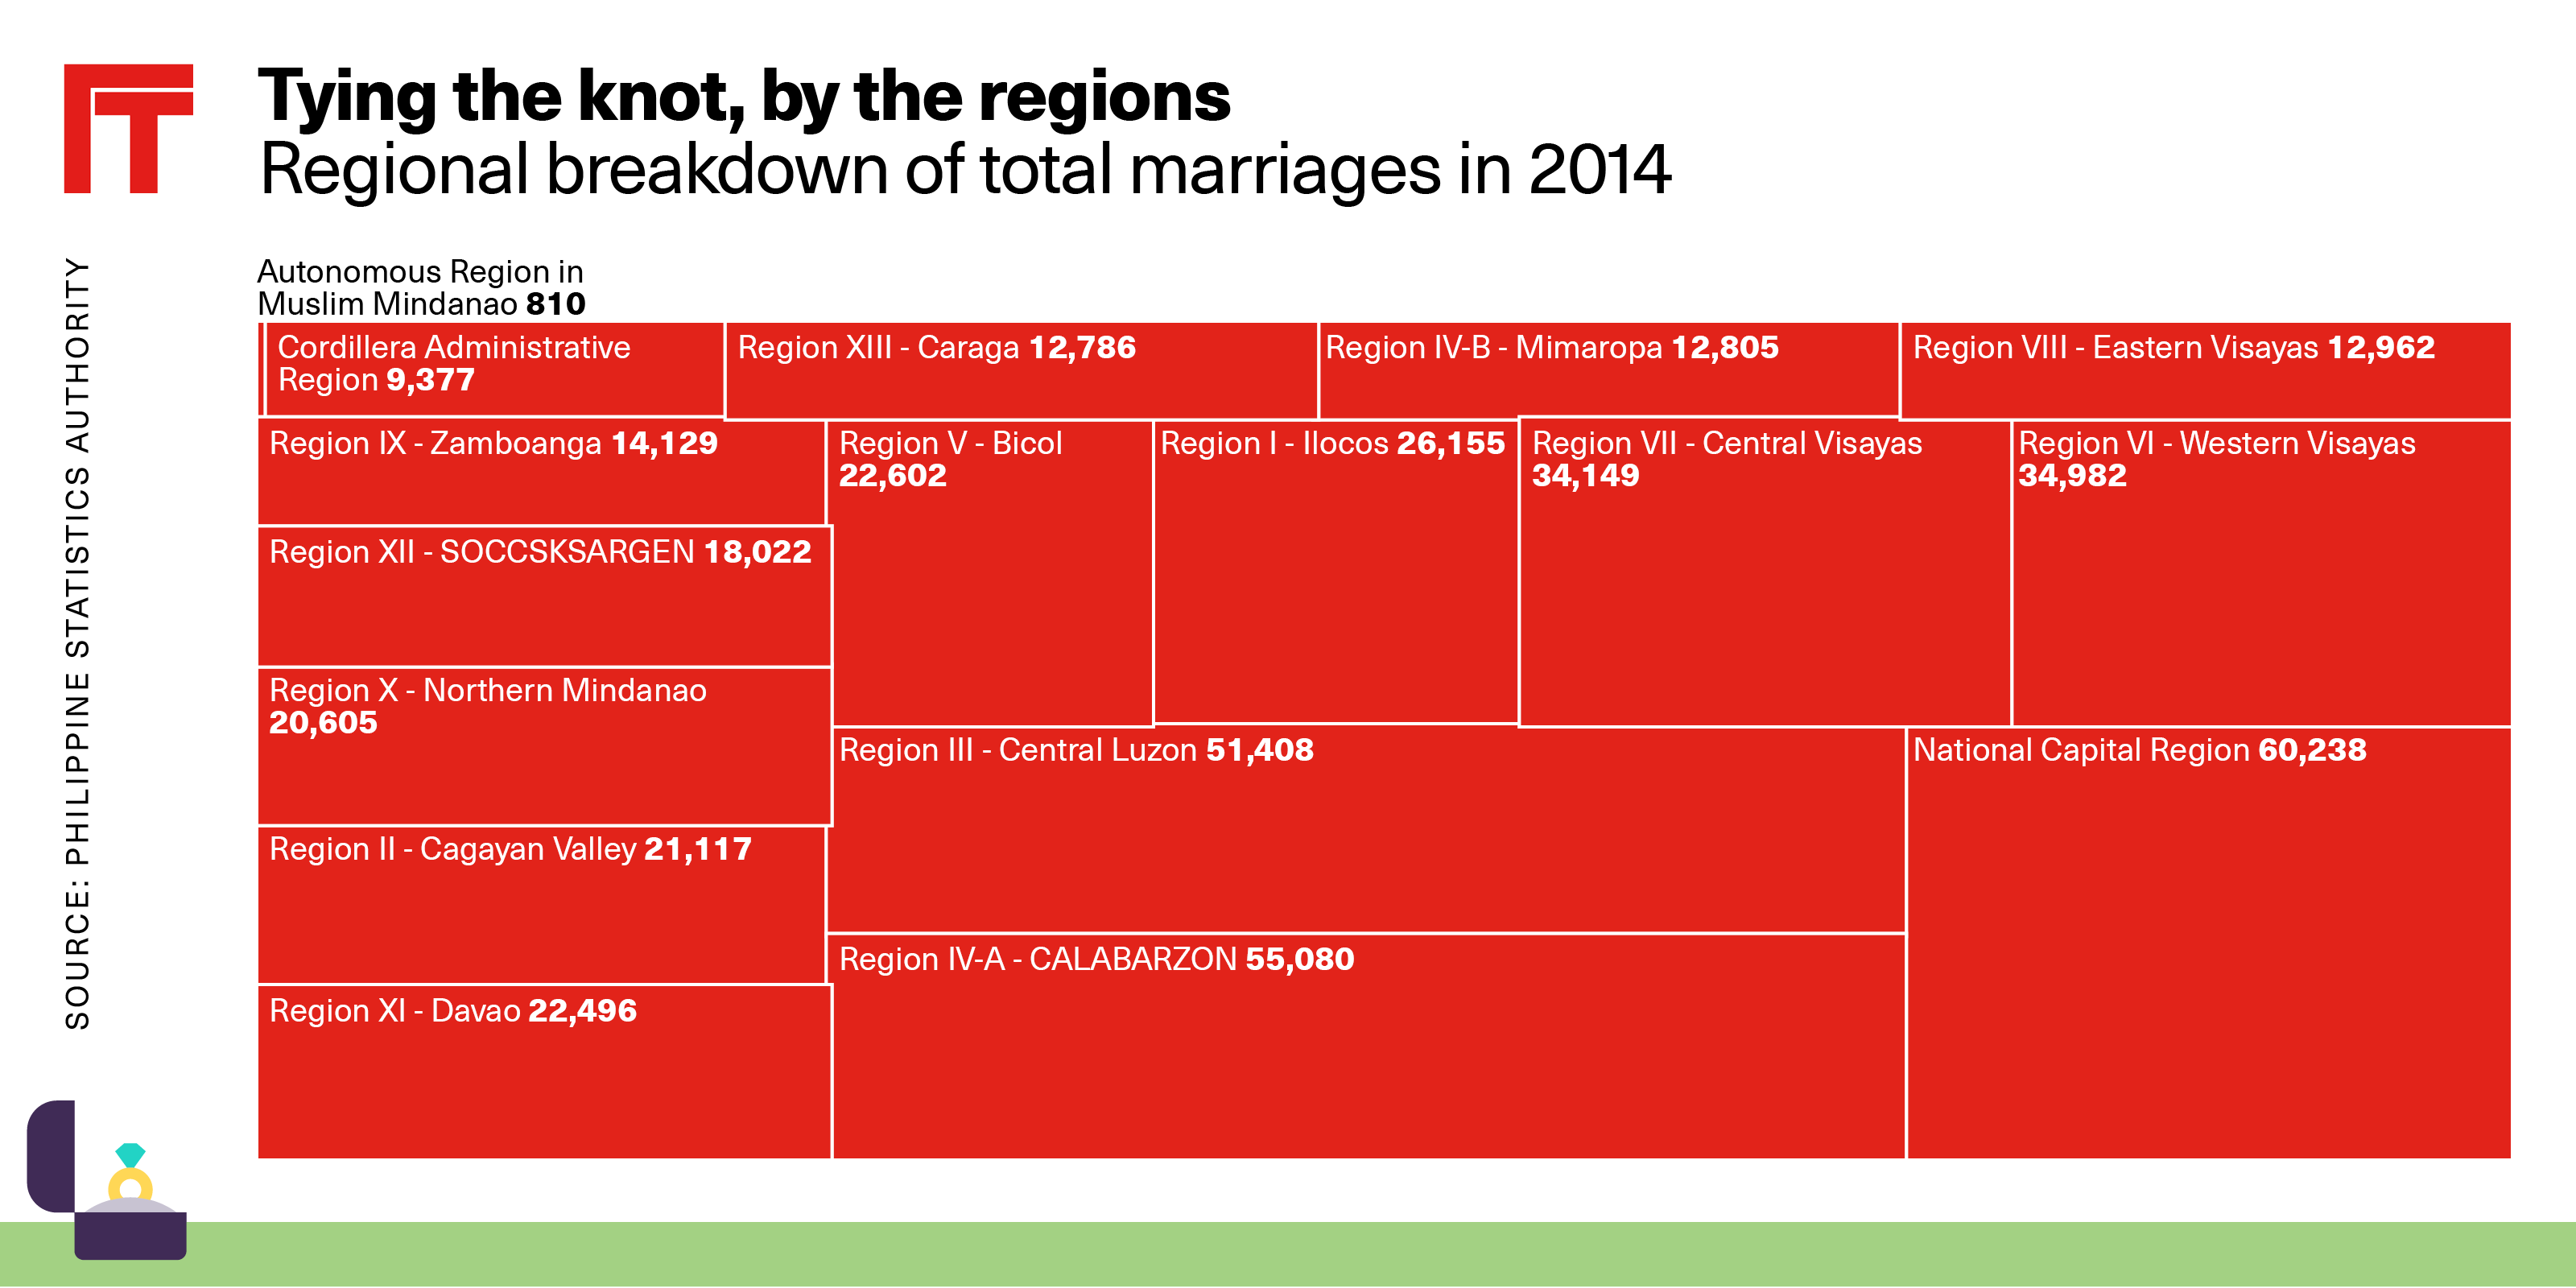 Tying the knot, by the regions
Regional breakdown of total marriages in 2014
Autonomous Region in
Muslim Mindanao 810
Cordillera Administrative
Region 9,377
Region XIII - Caraga 12,786
Region IV-B - Mimaropa 12,805
Region VIII - Eastern Visayas 12,962
Region IX - Zamboanga 14,129
Region V - Bicol
22,602
Region I - Ilocos 26,155
Region VII - Central Visayas
34,149
Region VI - Western Visayas
34,982
Region XII - SOCCSKSARGEN 18,022
Region X - Northern Mindanao
20,605
Region III - Central Luzon 51,408
National Capital Region 60,238
Region II - Cagayan Valley 21,117
Region IV-A - CALABARZON 55,080
Region XI - Davao 22,496
SOURCE: PHILIPPINE STATISTICS AUTHORITY